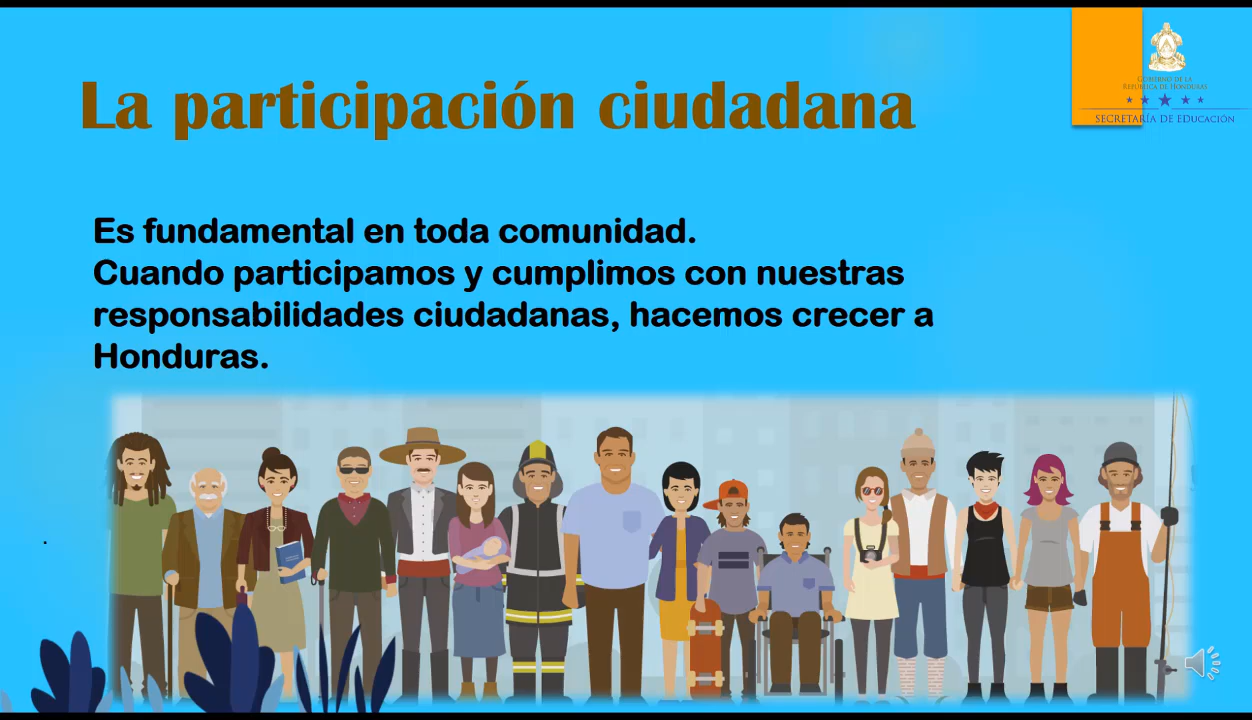 La participación ciudadana
GOBIERNO DE LA
REPÚBLICA DE HONDURAS
SECRETARÍA DE EDUCACIÓN
Es fundamental en toda comunidad.
Cuando participamos y cumplimos con nuestras
responsabilidades ciudadanas, hacemos crecer a
Honduras.